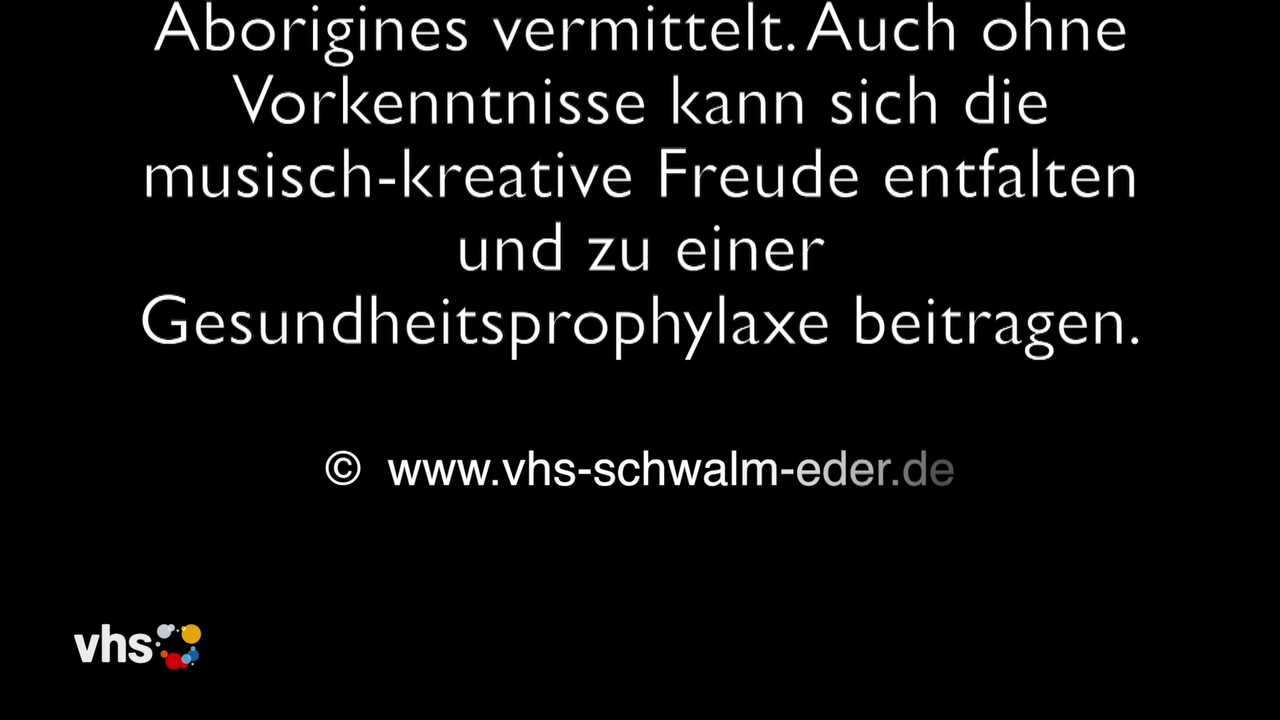 Aborigines vermittelt. Auch ohne
Vorkenntnisse kann sich die
musisch-kreative Freude entfalten
und zu einer
Gesundheitsprophylaxe beitragen.
© www.vhs-schwalm-eder.de
vhs